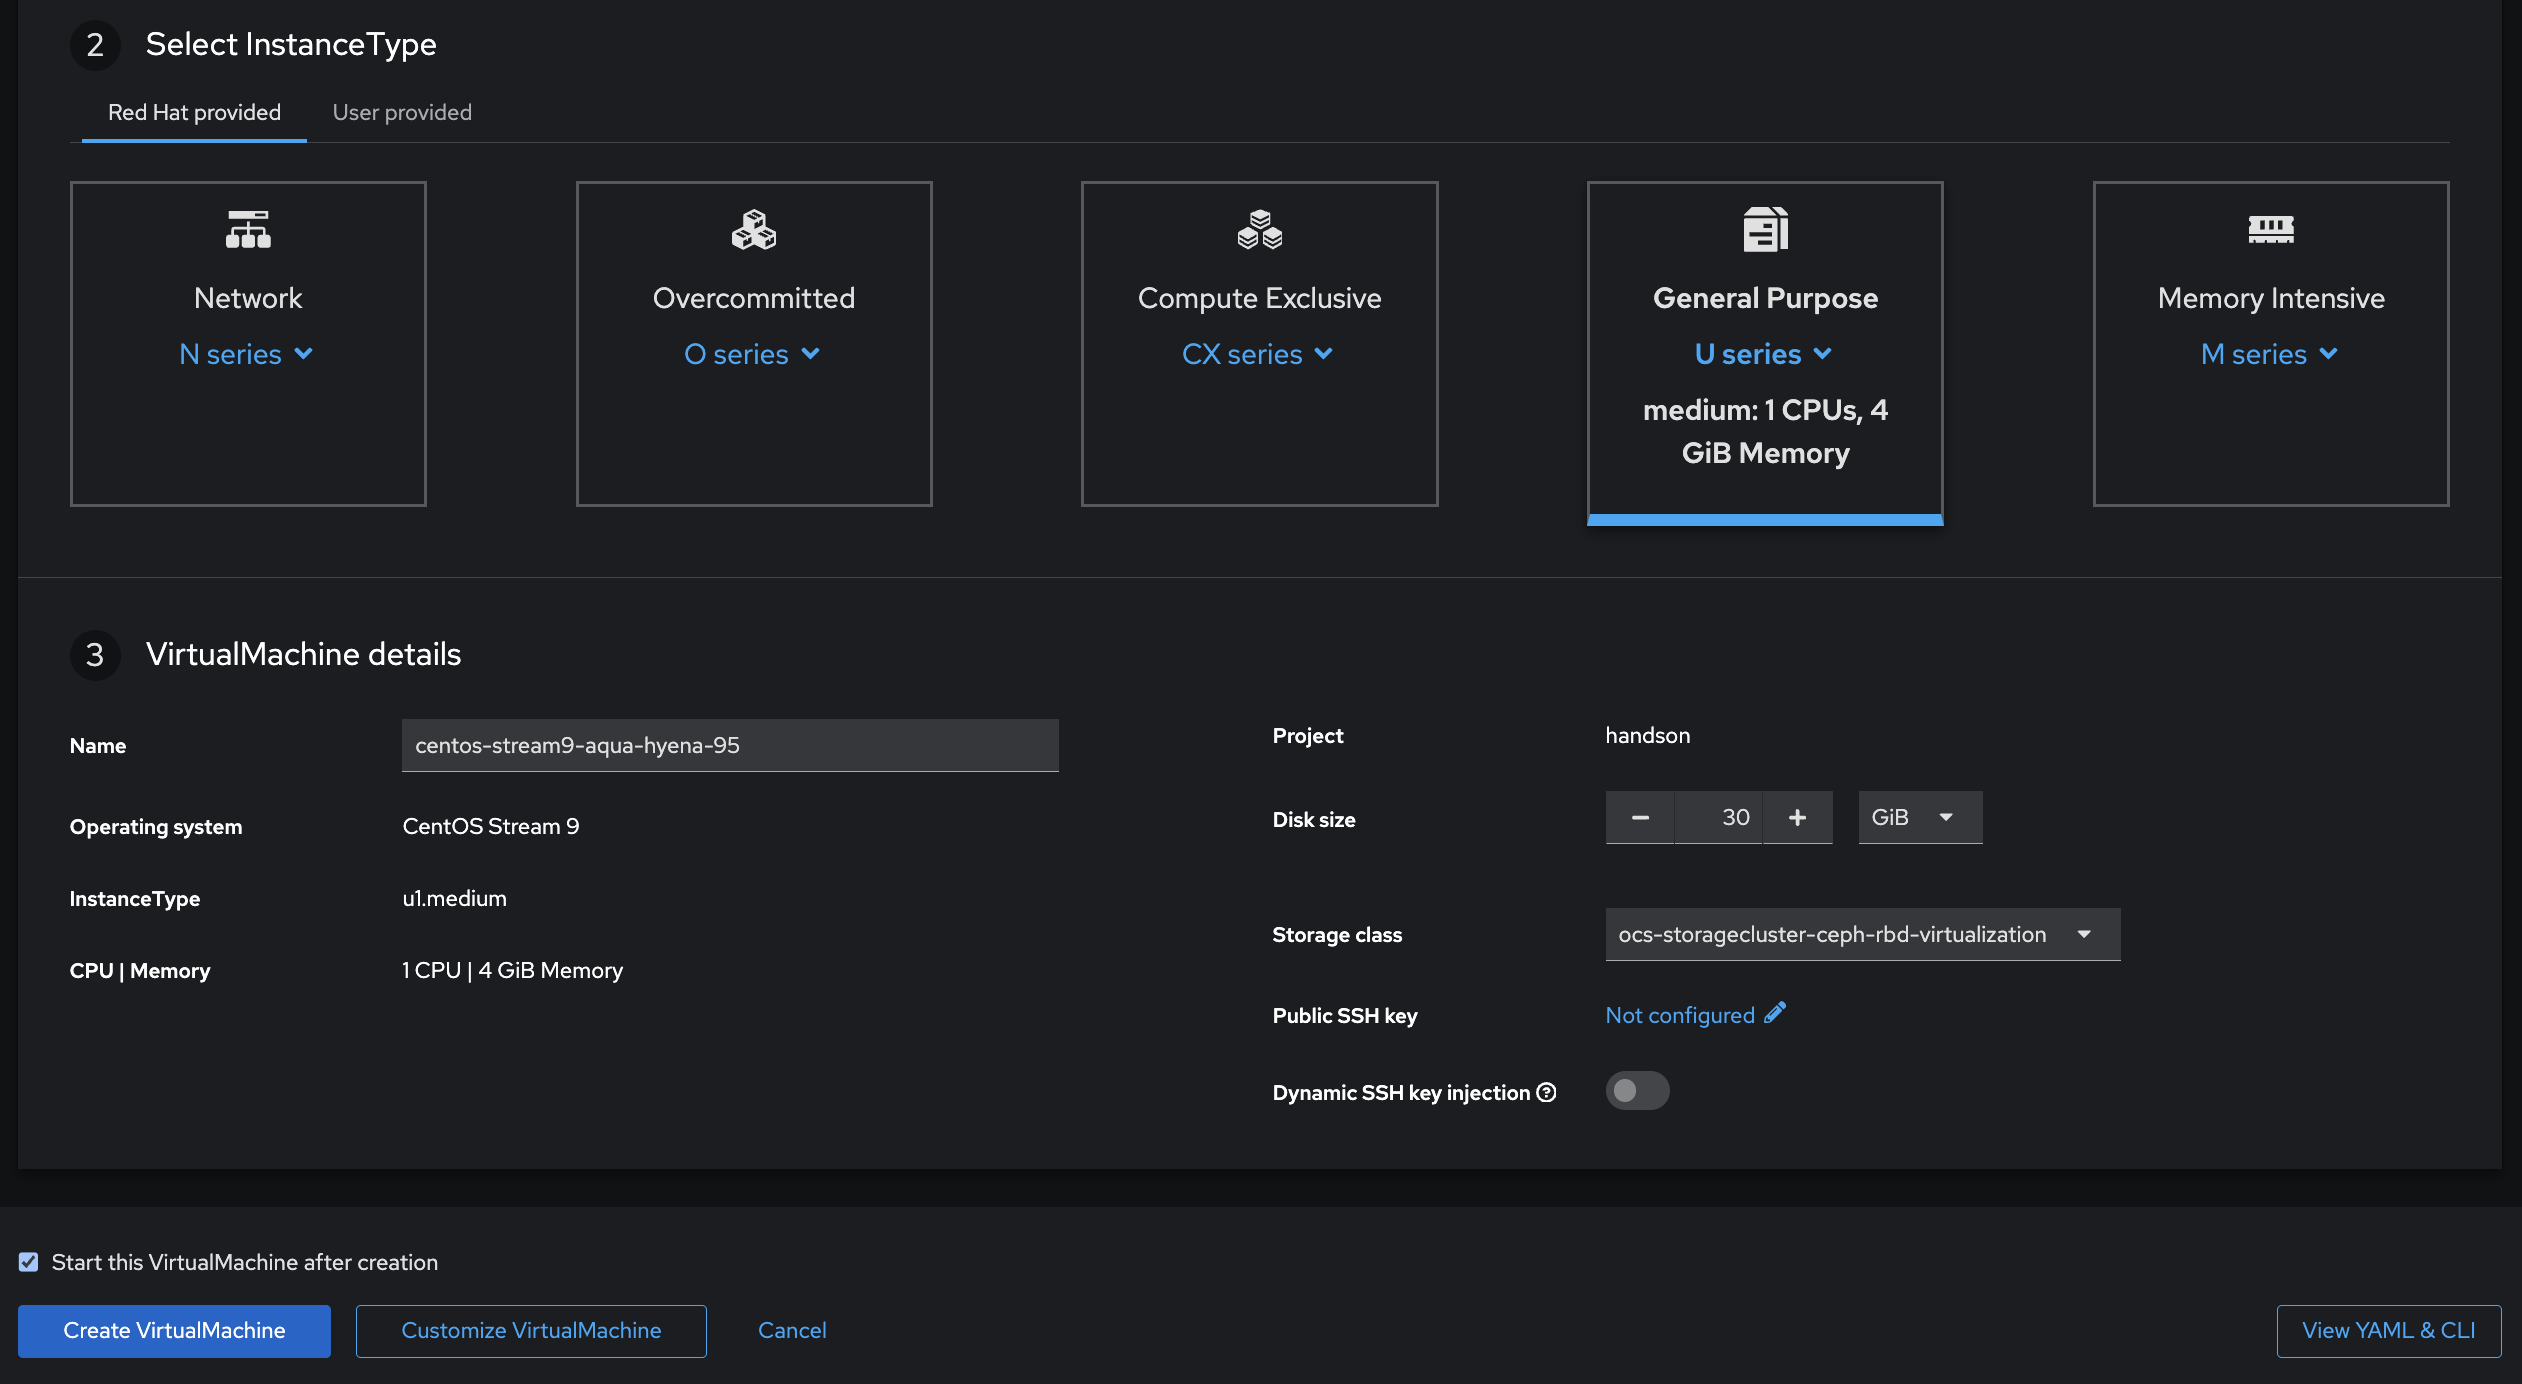 2 Select InstanceType
Red Hat provided User provided
Network
N series
Overcommitted
O series
Compute Exclusive
CX series
General Purpose
U series
medium: 1 CPUs, 4
GiB Memory
Memory Intensive
M series
3 VirtualMachine details
Name centos-stream9-aqua-hyena-95
Operating system CentOS Stream 9
InstanceType u1.medium
CPU | Memory 1 CPU | 4 GiB Memory
Project handson
Disk size 30 GiB
Storage class ocs-storagecluster-ceph-rbd-virtualization
Public SSH key Not configured
Dynamic SSH key injection
Start this VirtualMachine after creation
Create VirtualMachine Customize VirtualMachine Cancel View YAML & CLI